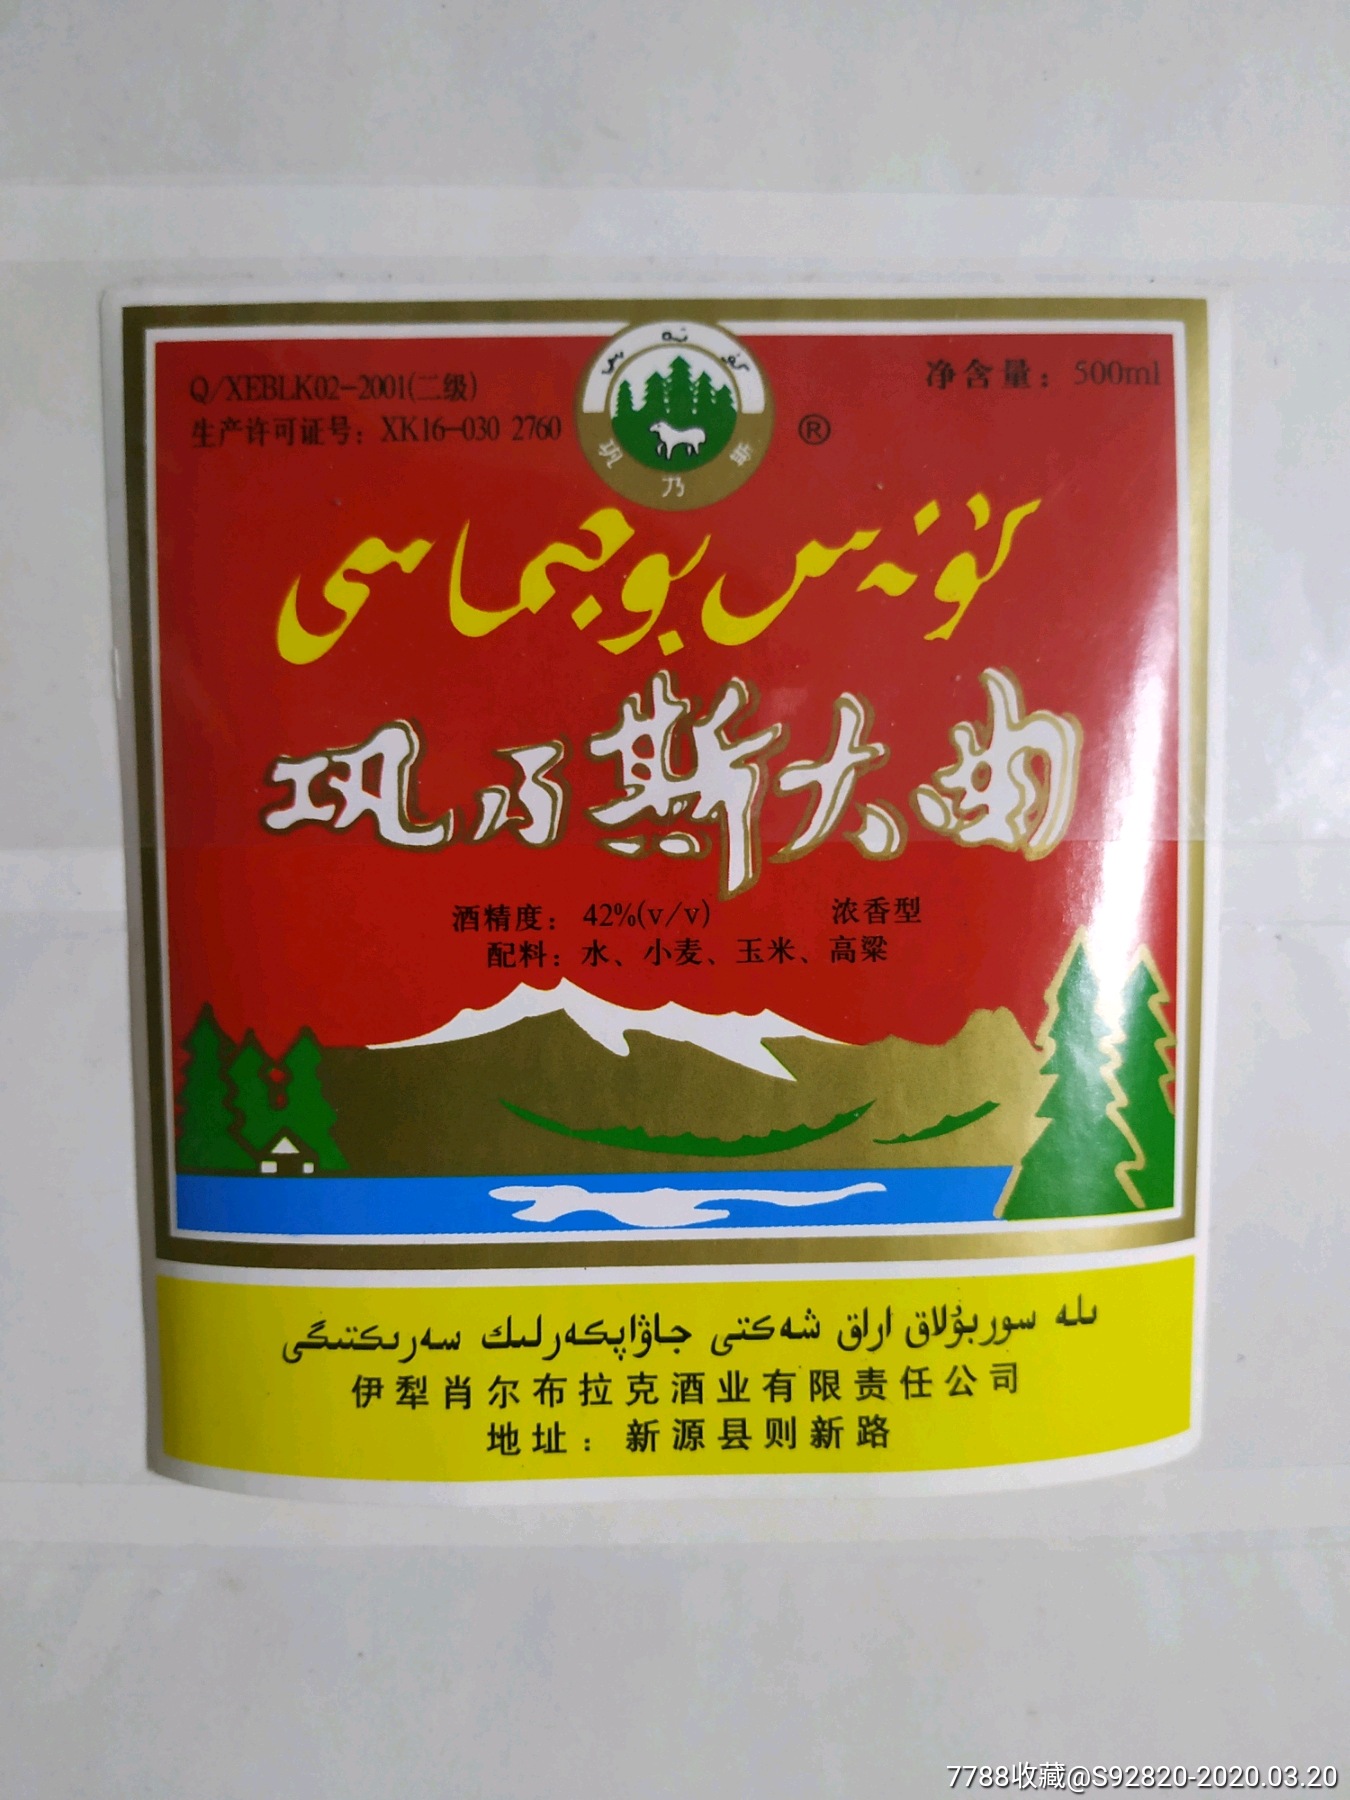 Q/XEBLK02-2001(二级)
生产许可证号：XK16-030 2760
净含量：500ml
كۇنەس
巩乃斯
®
كۇنەس بوجىماسى
巩乃斯大曲
酒精度：42%(v/v) 浓香型
配料：水、小麦、玉米、高粱
ىلە سوربۇلاق اراق شەكتى جاۋاپكەرلىك سەرىكتىگى
伊犁肖尔布拉克酒业有限责任公司
地址：新源县则新路
7788收藏@S92820-2020.03.20